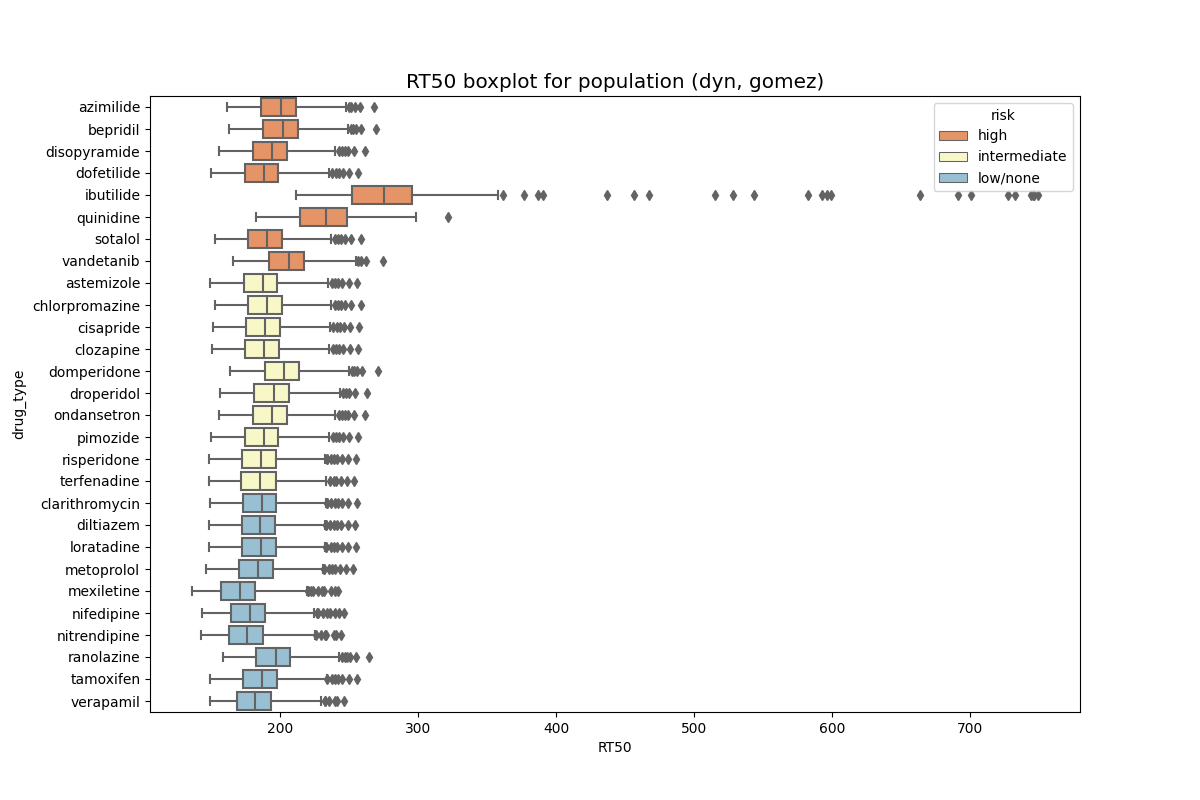 RT50 boxplot for population (dyn, gomez)
risk
high
intermediate
low/none
azimilide
bepridil
disopyramide
dofetilide
ibutilide
quinidine
sotalol
vandetanib
astemizole
chlorpromazine
cisapride
clozapine
domperidone
droperidol
ondansetron
pimozide
risperidone
terfenadine
clarithromycin
diltiazem
loratadine
metoprolol
mexiletine
nifedipine
nitrendipine
ranolazine
tamoxifen
verapamil
drug_type
200 300 400 500 600 700
RT50